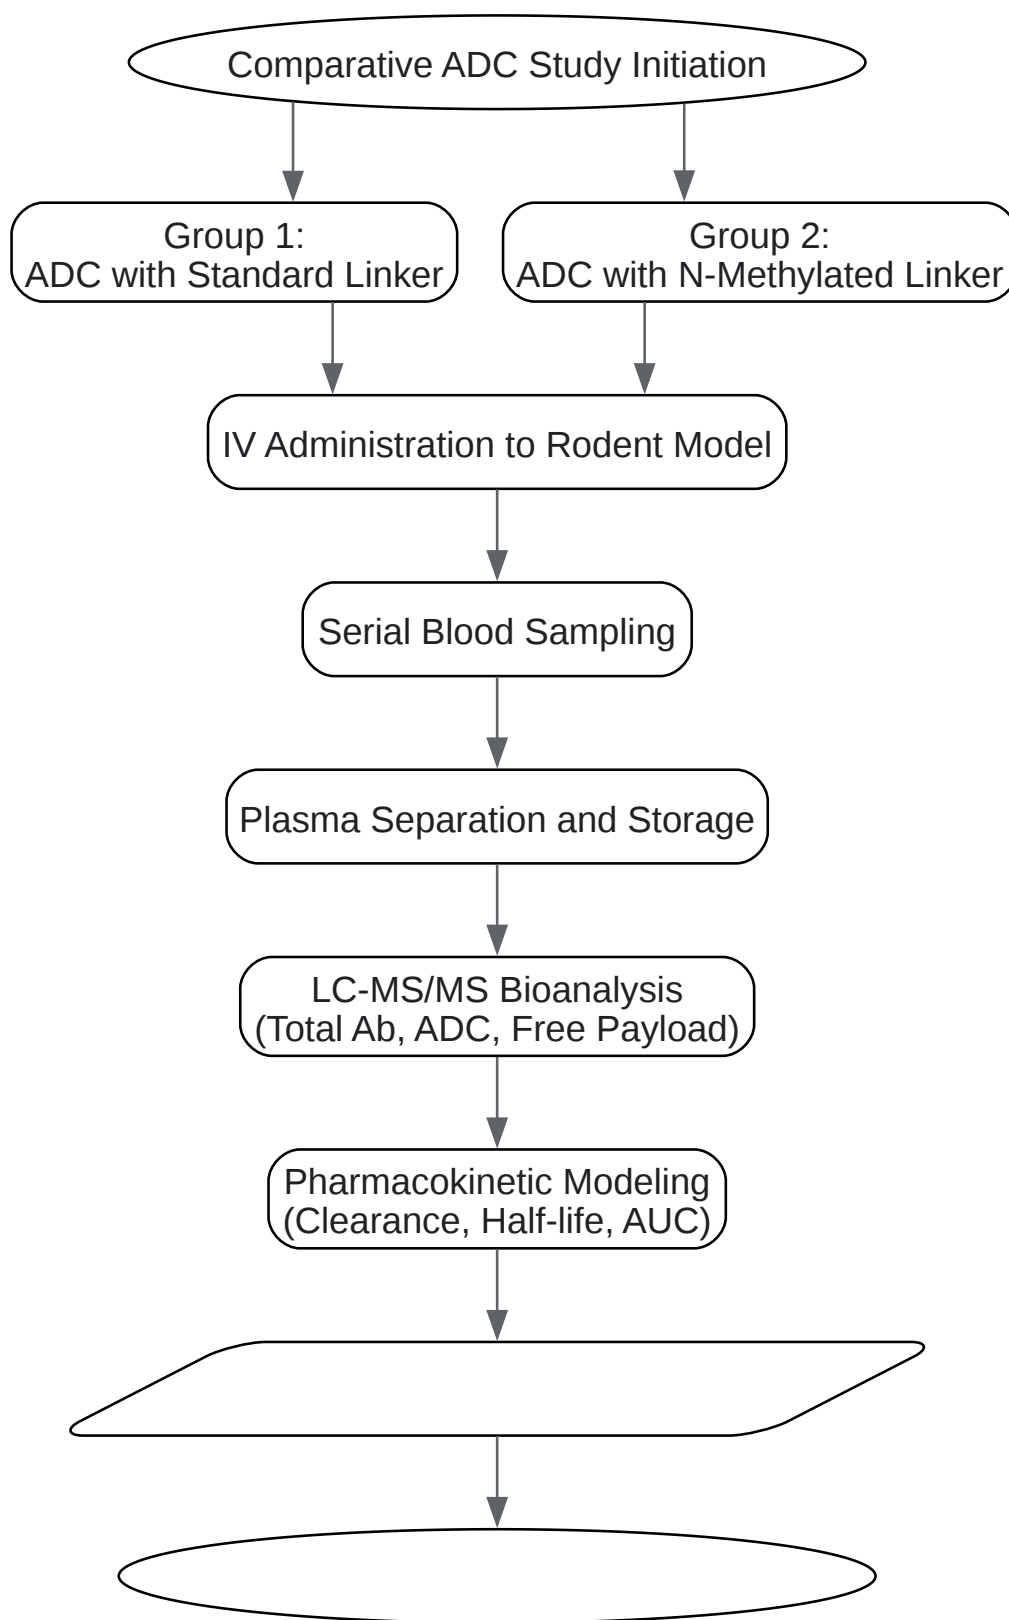 Comparative ADC Study Initiation
Group 1:
ADC with Standard Linker
Group 2:
ADC with N-Methylated Linker
IV Administration to Rodent Model
Serial Blood Sampling
Plasma Separation and Storage
LC-MS/MS Bioanalysis
(Total Ab, ADC, Free Payload)
Pharmacokinetic Modeling
(Clearance, Half-life, AUC)